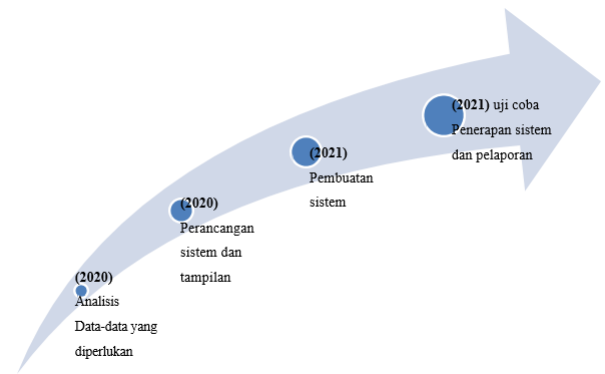 (2020)
Analisis
Data-data yang
diperlukan
(2020)
Perancangan
sistem dan
tampilan
(2021)
Pembuatan
sistem
(2021) uji coba
Penerapan sistem
dan pelaporan